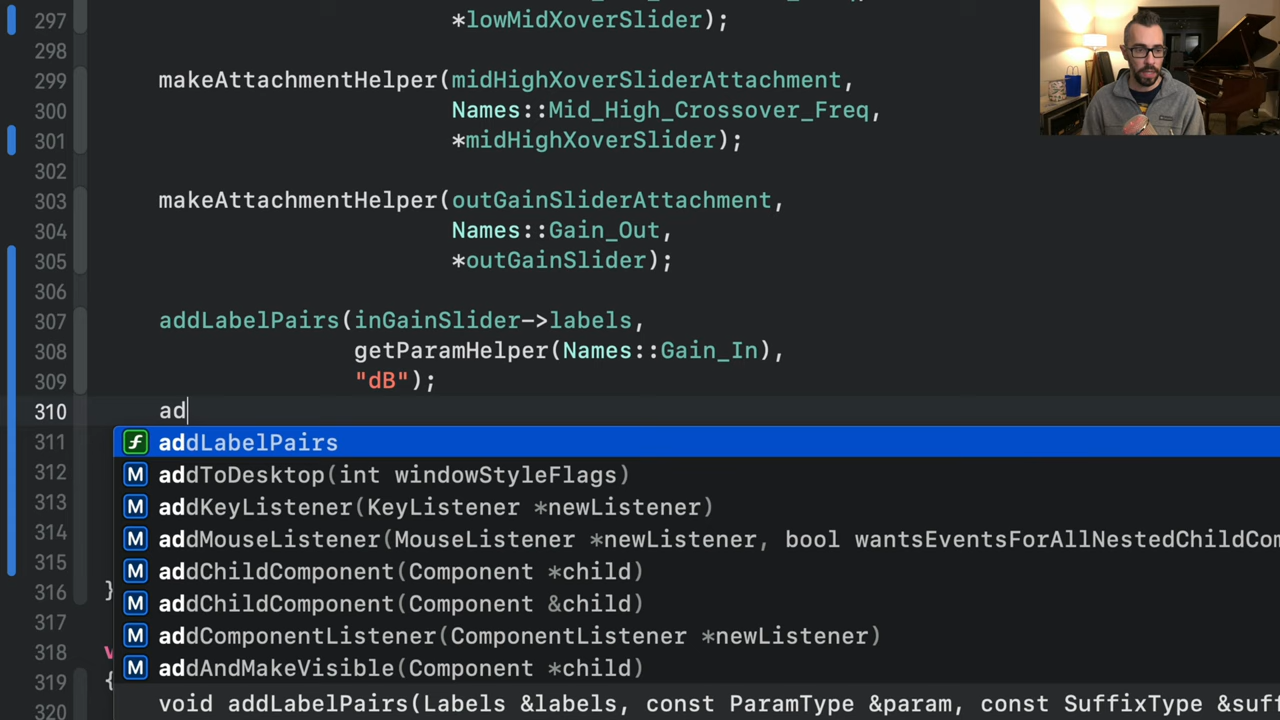 297 *lowMidXoverSlider);
298
299 makeAttachmentHelper(midHighXoverSliderAttachment,
300 Names::Mid_High_Crossover_Freq,
301 *midHighXoverSlider);
302
303 makeAttachmentHelper(outGainSliderAttachment,
304 Names::Gain_Out,
305 *outGainSlider);
306
307 addLabelPairs(inGainSlider->labels,
308 getParamHelper(Names::Gain_In),
309 "dB");
310 ad
311 addLabelPairs
312 addToDesktop(int windowStyleFlags)
313 addKeyListener(KeyListener *newListener)
314 addMouseListener(MouseListener *newListener, bool wantsEventsForAllNestedChildCom
315 addChildComponent(Component *child)
316 } addChildComponent(Component &child)
317 addComponentListener(ComponentListener *newListener)
318 v addAndMakeVisible(Component *child)
319 {
320 void addLabelPairs(Labels &labels, const ParamType &param, const SuffixType &suf